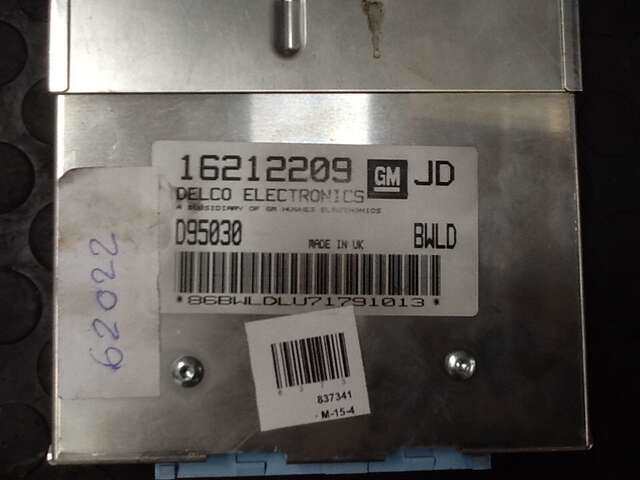 16212209 GM JD
DELCO ELECTRONICS
A SUBSIDIARY OF GM HUGHES ELECTRONICS
D95030 MADE IN UK BWLD
*86BWLDLU71791013*
62022
6373
837341
- M-15-4